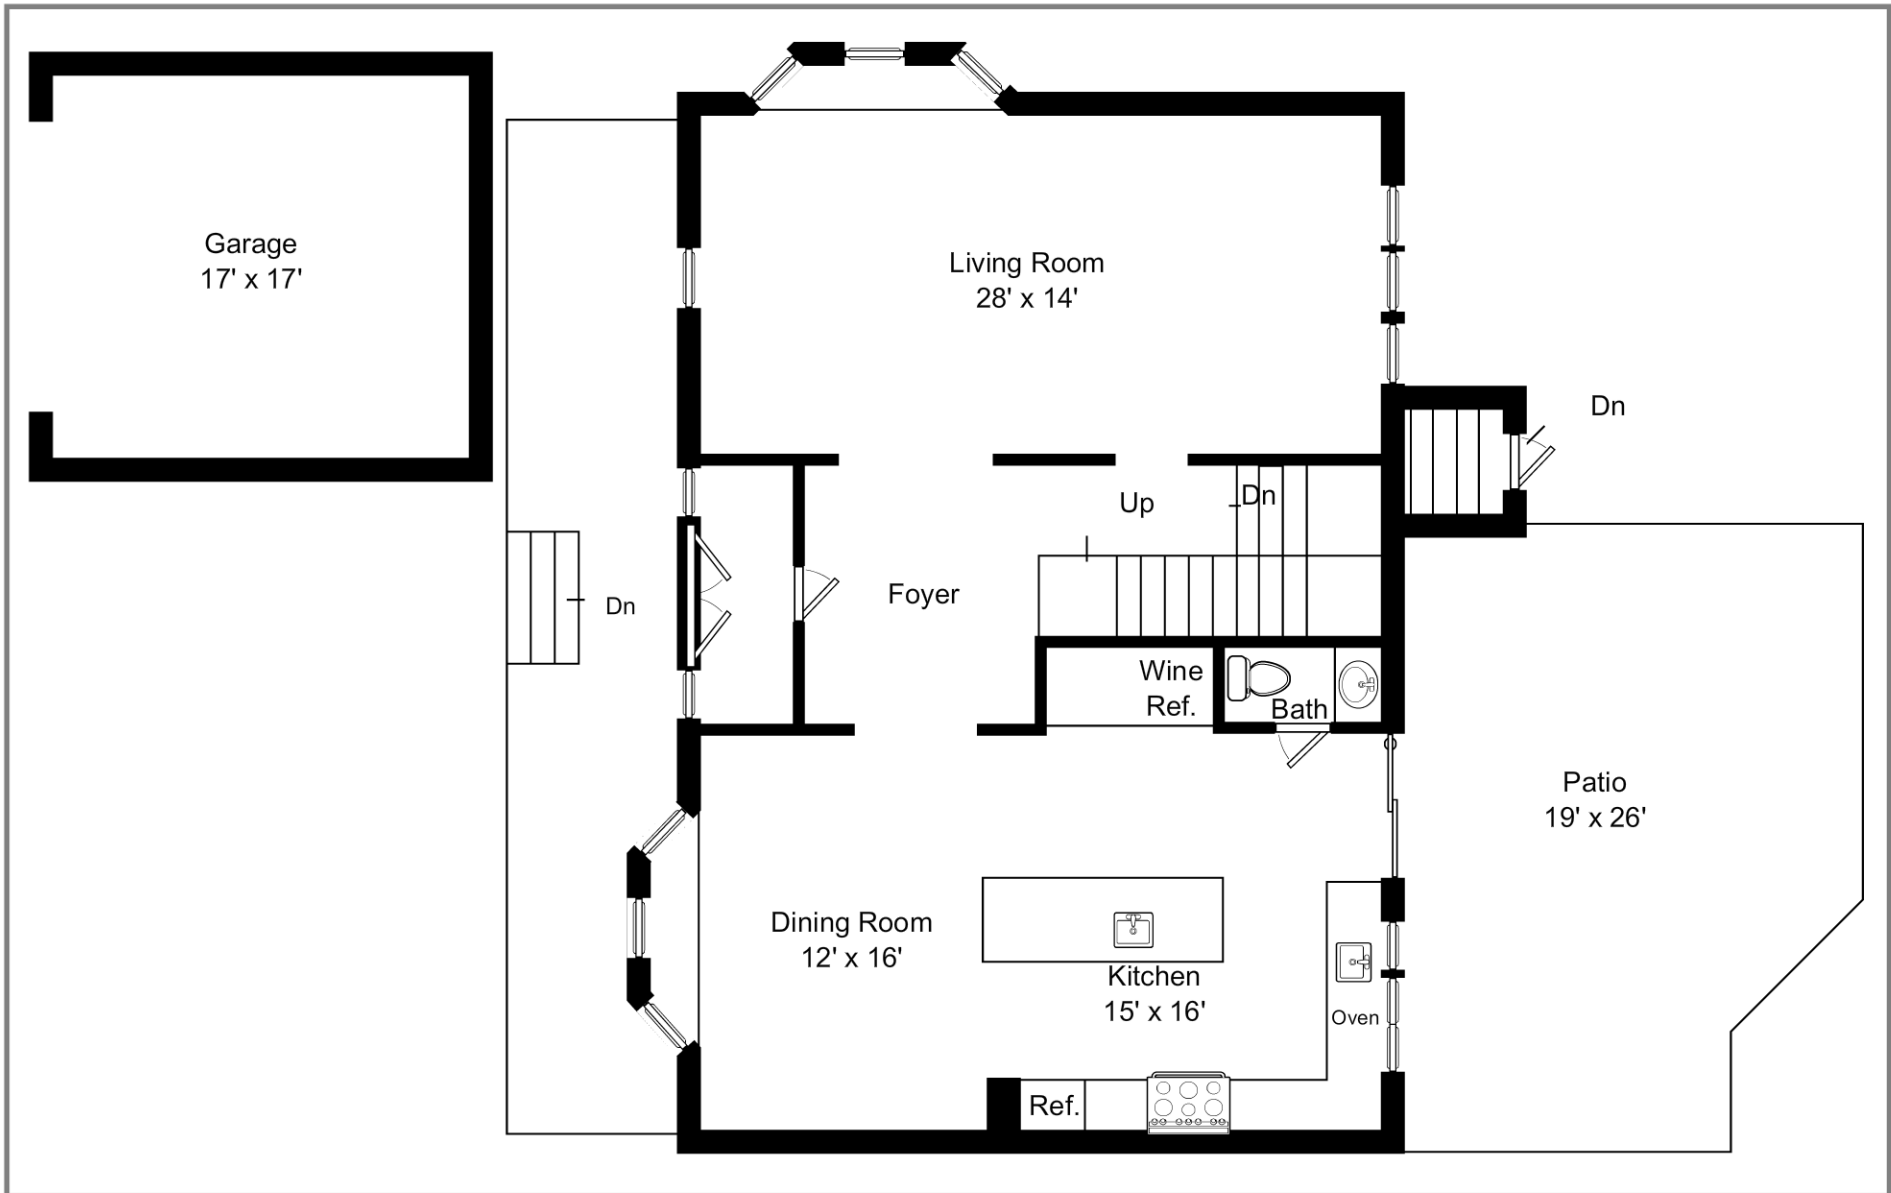 Garage
17' x 17'
Living Room
28' x 14'
Dn
Up
Dn
Foyer
Dn
Wine
Ref.
Bath
Patio
19' x 26'
Dining Room
12' x 16'
Kitchen
15' x 16'
Oven
Ref.